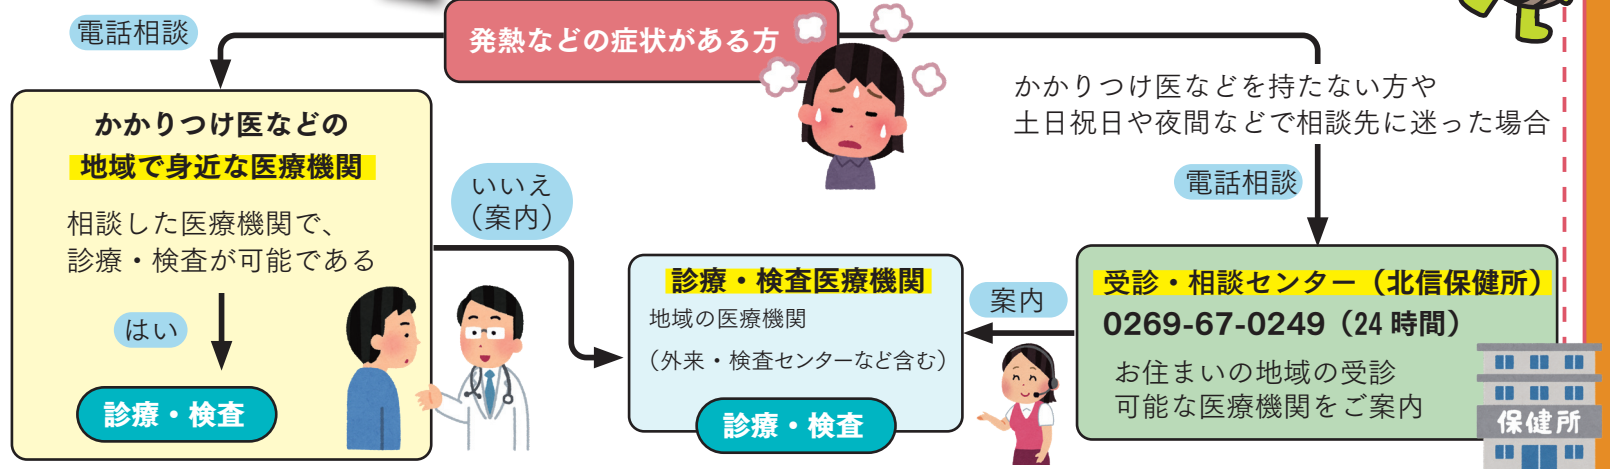 発熱などの症状がある方
電話相談
かかりつけ医などの
地域で身近な医療機関
相談した医療機関で、
診療・検査が可能である
はい
診療・検査
いいえ
（案内）
かかりつけ医などを持たない方や
土日祝日や夜間などで相談先に迷った場合
電話相談
受診・相談センター（北信保健所）
0269-67-0249（24時間）
お住まいの地域の受診
可能な医療機関をご案内
保健所
案内
診療・検査医療機関
地域の医療機関
（外来・検査センターなど含む）
診療・検査